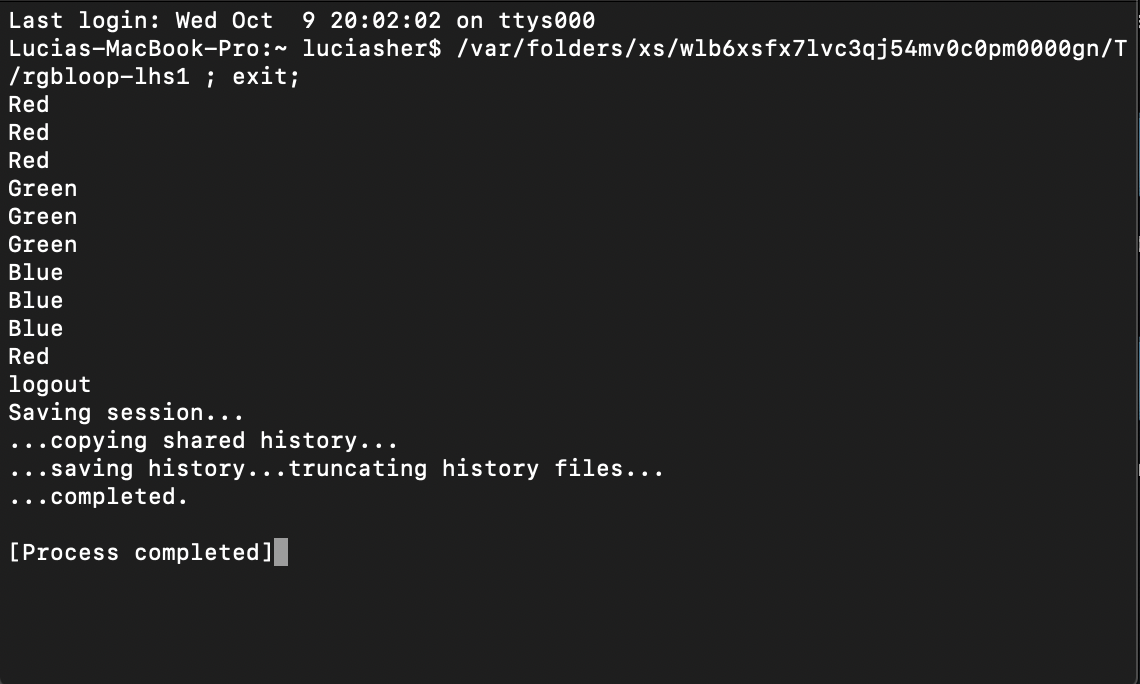 Last login: Wed Oct  9 20:02:02 on ttys000
Lucias-MacBook-Pro:~ luciasher$ /var/folders/xs/wlb6xsfx7lvc3qj54mv0c0pm0000gn/T
/rgbloop-lhs1 ; exit;
Red
Red
Red
Green
Green
Green
Blue
Blue
Blue
Red
logout
Saving session...
...copying shared history...
...saving history...truncating history files...
...completed.

[Process completed]